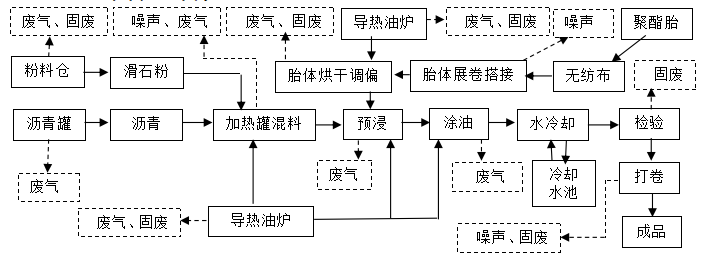 废气、固废
噪声、废气
废气、固废
导热油炉
废气、固废
噪声
聚酯胎
粉料仓
滑石粉
胎体烘干调偏
胎体展卷搭接
无纺布
固废
沥青罐
沥青
加热罐混料
预浸
涂油
水冷却
检验
废气
废气
废气
冷却
水池
打卷
废气、固废
导热油炉
噪声、固废
成品